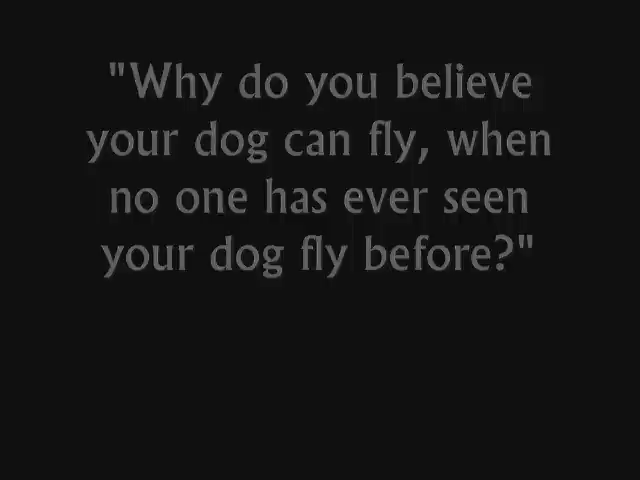 "Why do you believe
your dog can fly, when
no one has ever seen
your dog fly before?"